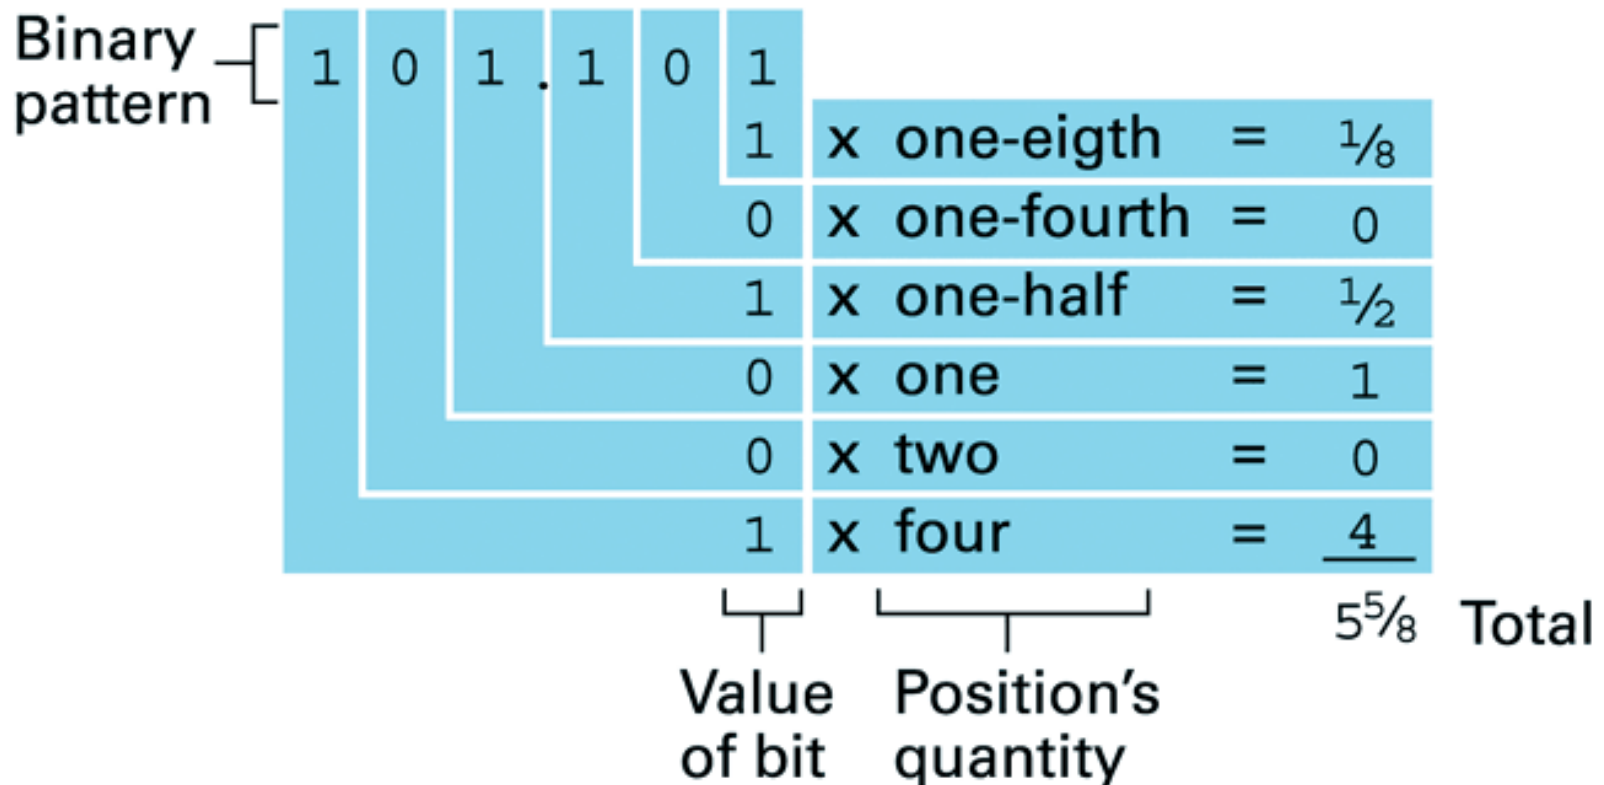 Binary
pattern
1 0 1 . 1 0 1
1 x one-eigth = 1/8
0 x one-fourth = 0
1 x one-half = 1/2
0 x one = 1
0 x two = 0
1 x four = 4
5 5/8 Total
Value
of bit
Position’s
quantity